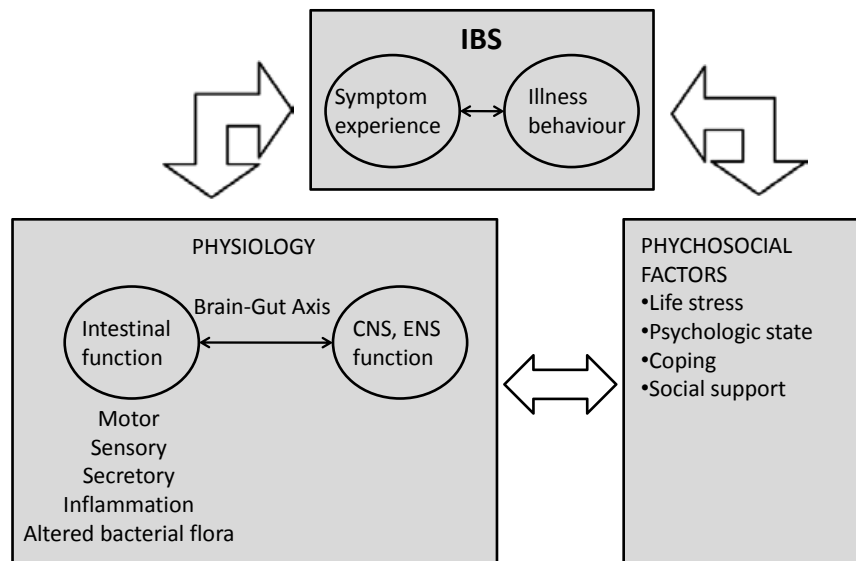 IBS
Symptom
experience
Illness
behaviour
PHYSIOLOGY
Brain-Gut Axis
Intestinal
function
CNS, ENS
function
Motor
Sensory
Secretory
Inflammation
Altered bacterial flora
PHYCHOSOCIAL
FACTORS
•Life stress
•Psychologic state
•Coping
•Social support